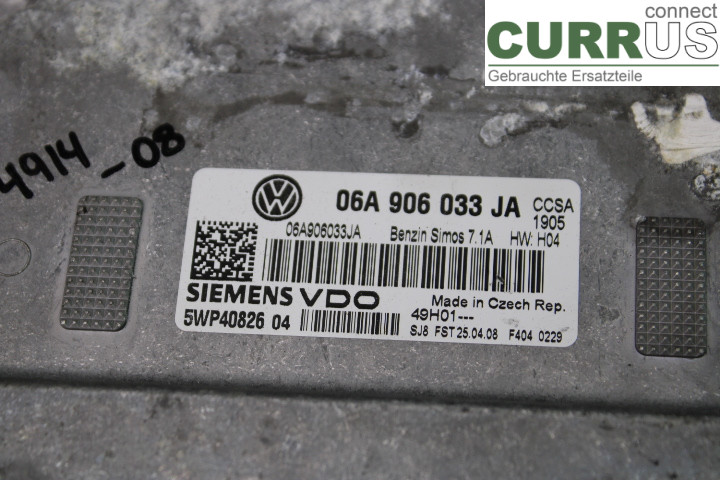 connect
CURRUS
Gebrauchte Ersatzteile
4914_08
06A 906 033 JA CCSA
1905
06A906033JA Benzin Simos 7.1A HW: H04
SIEMENS VDO Made in Czech Rep.
5WP40826 04 49H01---
SJ8 FST 25.04.08 F404 0229